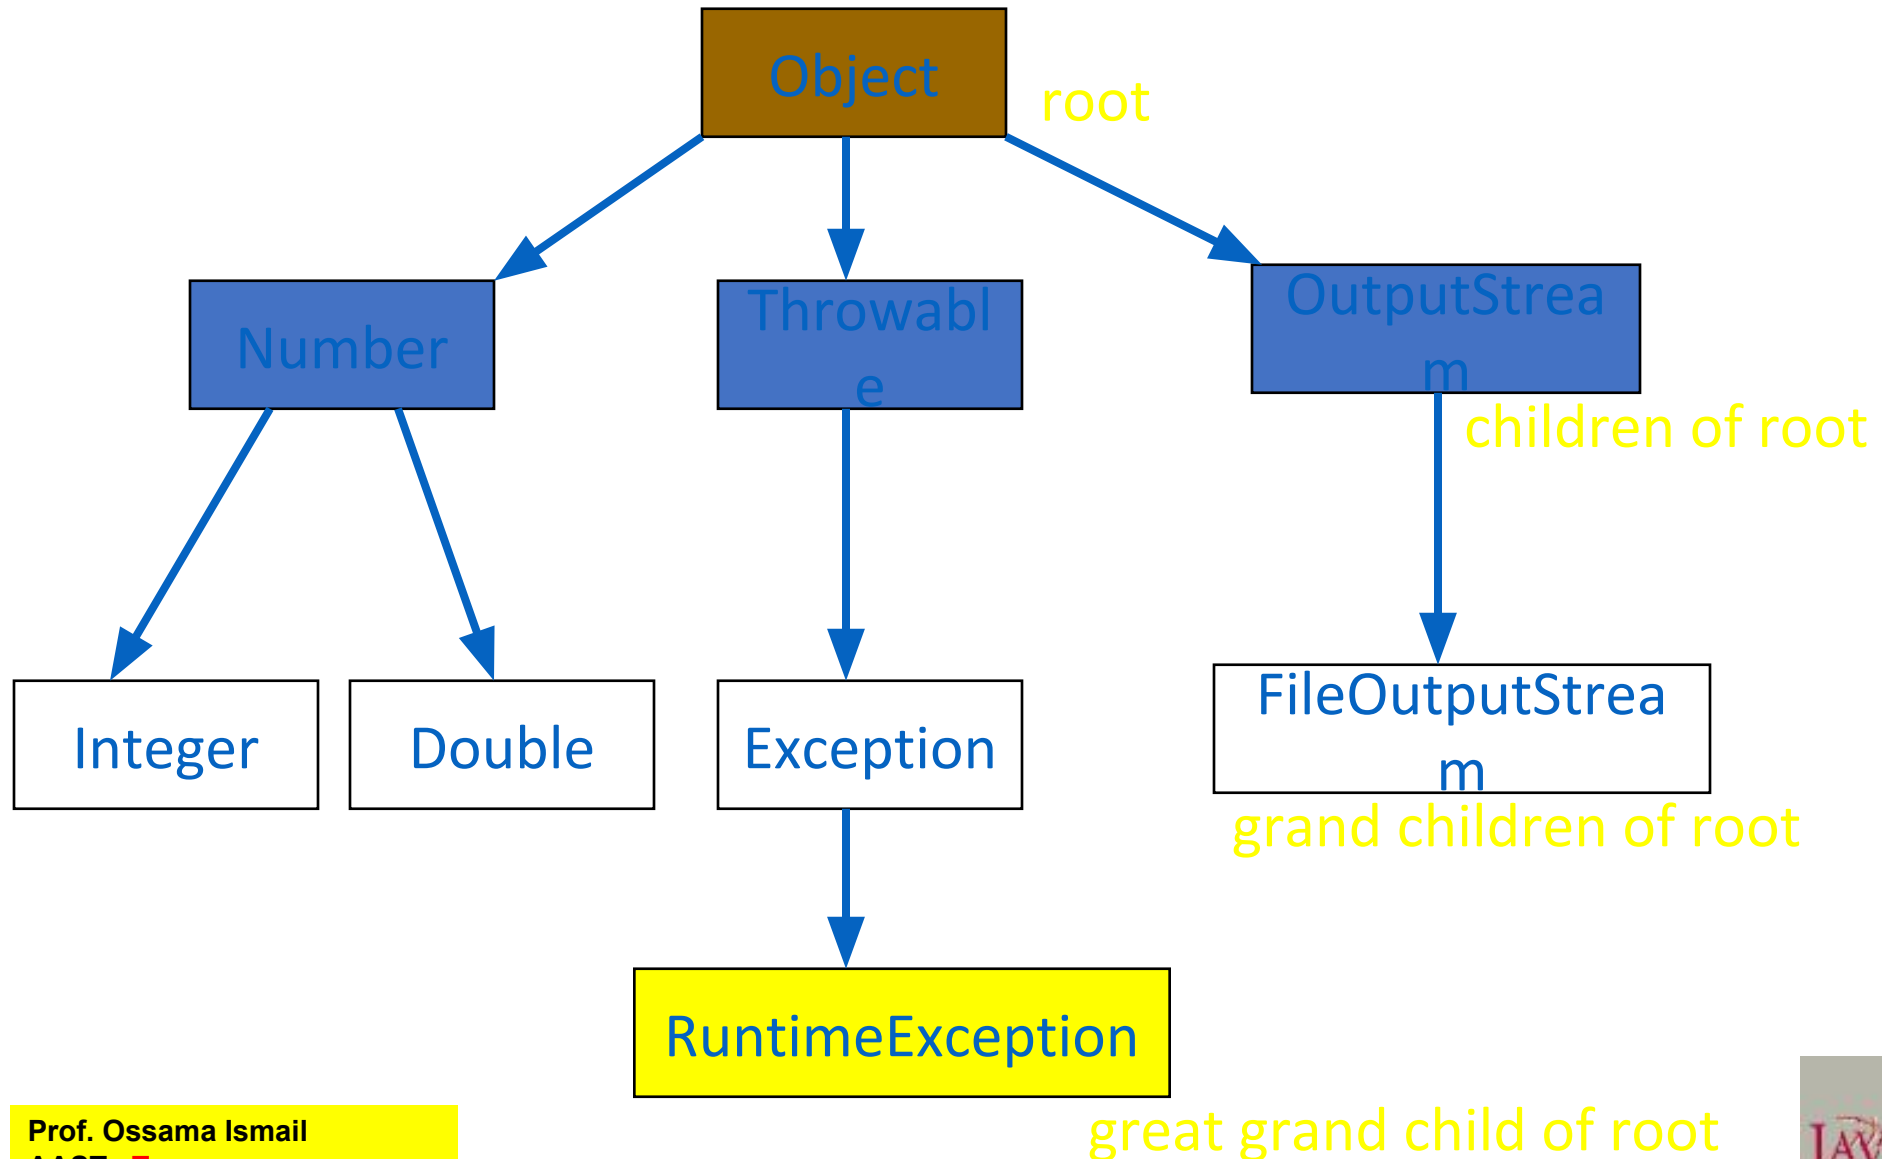 Object
root
Number
Throwabl
e
OutputStrea
m
children of root
Integer
Double
Exception
FileOutputStrea
m
grand children of root
RuntimeException
great grand child of root
Prof. Ossama Ismail